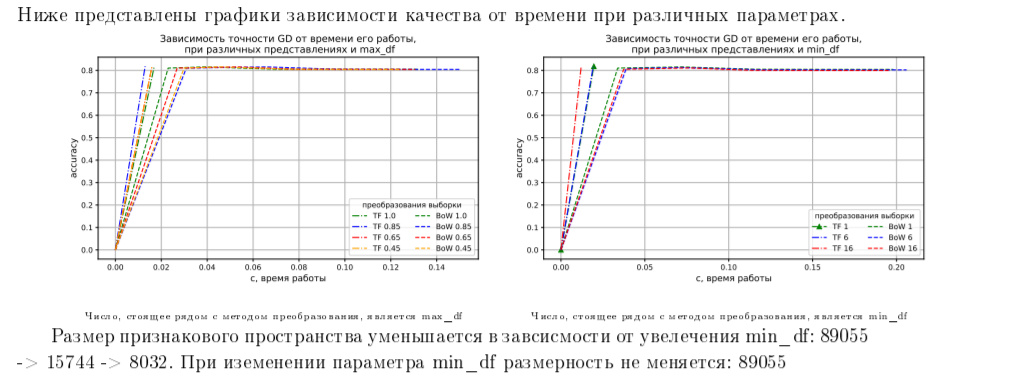 Ниже представлены графики зависимости качества от времени при различных параметрах.
Зависимость точности GD от времени его работы,
при различных представлениях и max_df
accuracy
0.8
0.7
0.6
0.5
0.4
0.3
0.2
0.1
0.0
преобразования выборки
TF 1.0 BoW 1.0
TF 0.85 BoW 0.85
TF 0.65 BoW 0.65
TF 0.45 BoW 0.45
0.00 0.02 0.04 0.06 0.08 0.10 0.12 0.14
с, время работы
Число, стоящее рядом с методом преобразования, является max_df
Зависимость точности GD от времени его работы,
при различных представлениях и min_df
accuracy
0.8
0.7
0.6
0.5
0.4
0.3
0.2
0.1
0.0
преобразования выборки
TF 1 BoW 1
TF 6 BoW 6
TF 16 BoW 16
0.00 0.05 0.10 0.15 0.20
с, время работы
Число, стоящее рядом с методом преобразования, является min_df
Размер признакового пространства уменьшается в зависмости от увелечения min_df: 89055
-> 15744 -> 8032. При иземенении параметра min_df размерность не меняется: 89055